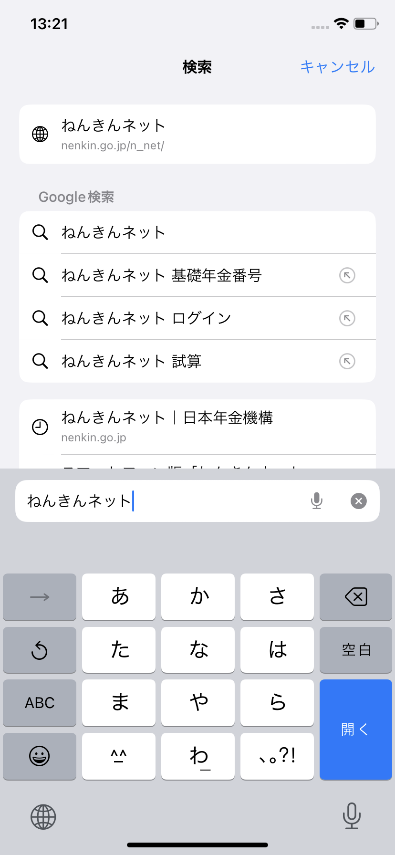 13:21
検索
キャンセル
ねんきんネット
nenkin.go.jp/n_net/
Google検索
ねんきんネット
ねんきんネット 基礎年金番号
ねんきんネット ログイン
ねんきんネット 試算
ねんきんネット｜日本年金機構
nenkin.go.jp
ねんきんネット
→
あ
か
さ
た
な
は
空白
ABC
ま
や
ら
開く
^_^
わ_
、。?!